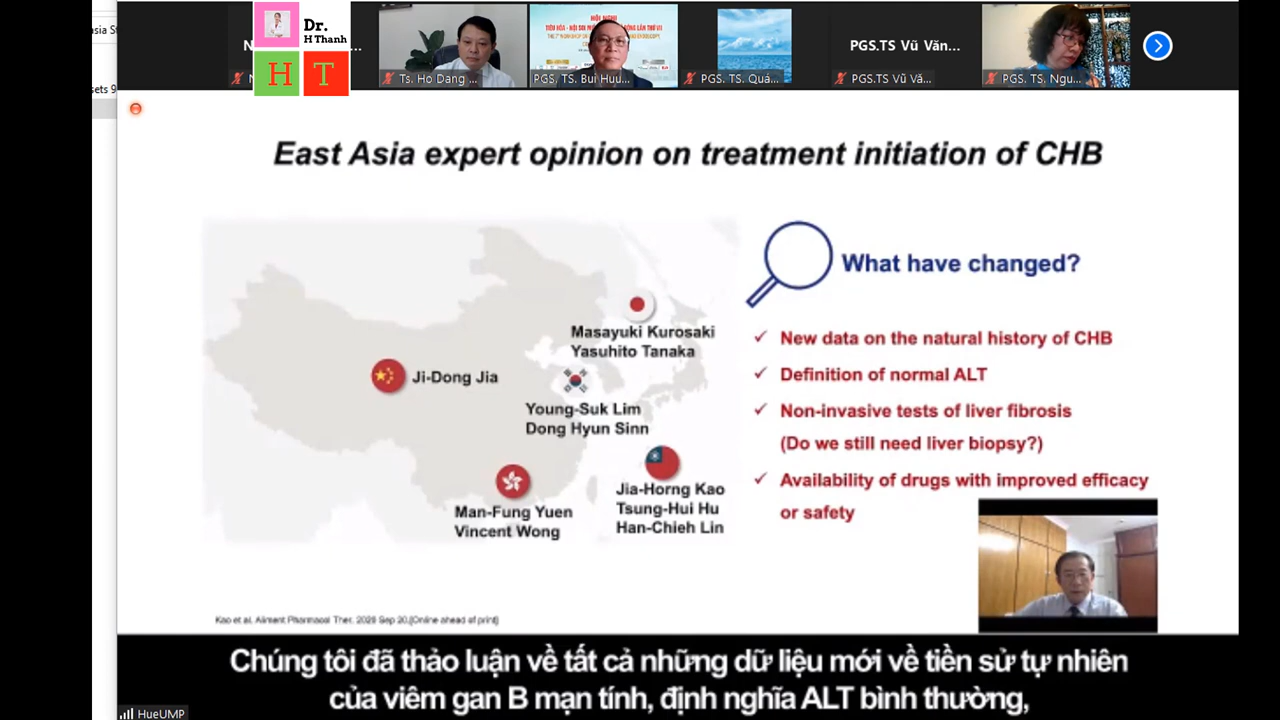 asia St
Dr.
H Thanh
H T
N
...
Ts. Ho Dang ...
HỘI NGHỊ
PGS. TS. Bui Huu...
PGS. TS. Quá...
PGS.TS Vũ Văn...
PGS.TS Vũ Vă...
PGS. TS, Ngu...
sets 9
East Asia expert opinion on treatment initiation of CHB
What have changed?
Masayuki Kurosaki
Yasuhito Tanaka
Ji-Dong Jia
Young-Suk Lim
Dong Hyun Sinn
Man-Fung Yuen
Vincent Wong
Jia-Horng Kao
Tsung-Hui Hu
Han-Chieh Lin
✓ New data on the natural history of CHB
✓ Definition of normal ALT
✓ Non-invasive tests of liver fibrosis
(Do we still need liver biopsy?)
✓ Availability of drugs with improved efficacy
or safety
Kao et al. Aliment Pharmacol Ther. 2020 Sep 20.[Online ahead of print]
Chúng tôi đã thảo luận về tất cả những dữ liệu mới về tiền sử tự nhiên
của viêm gan B mạn tính, định nghĩa ALT bình thường,
HueUMP